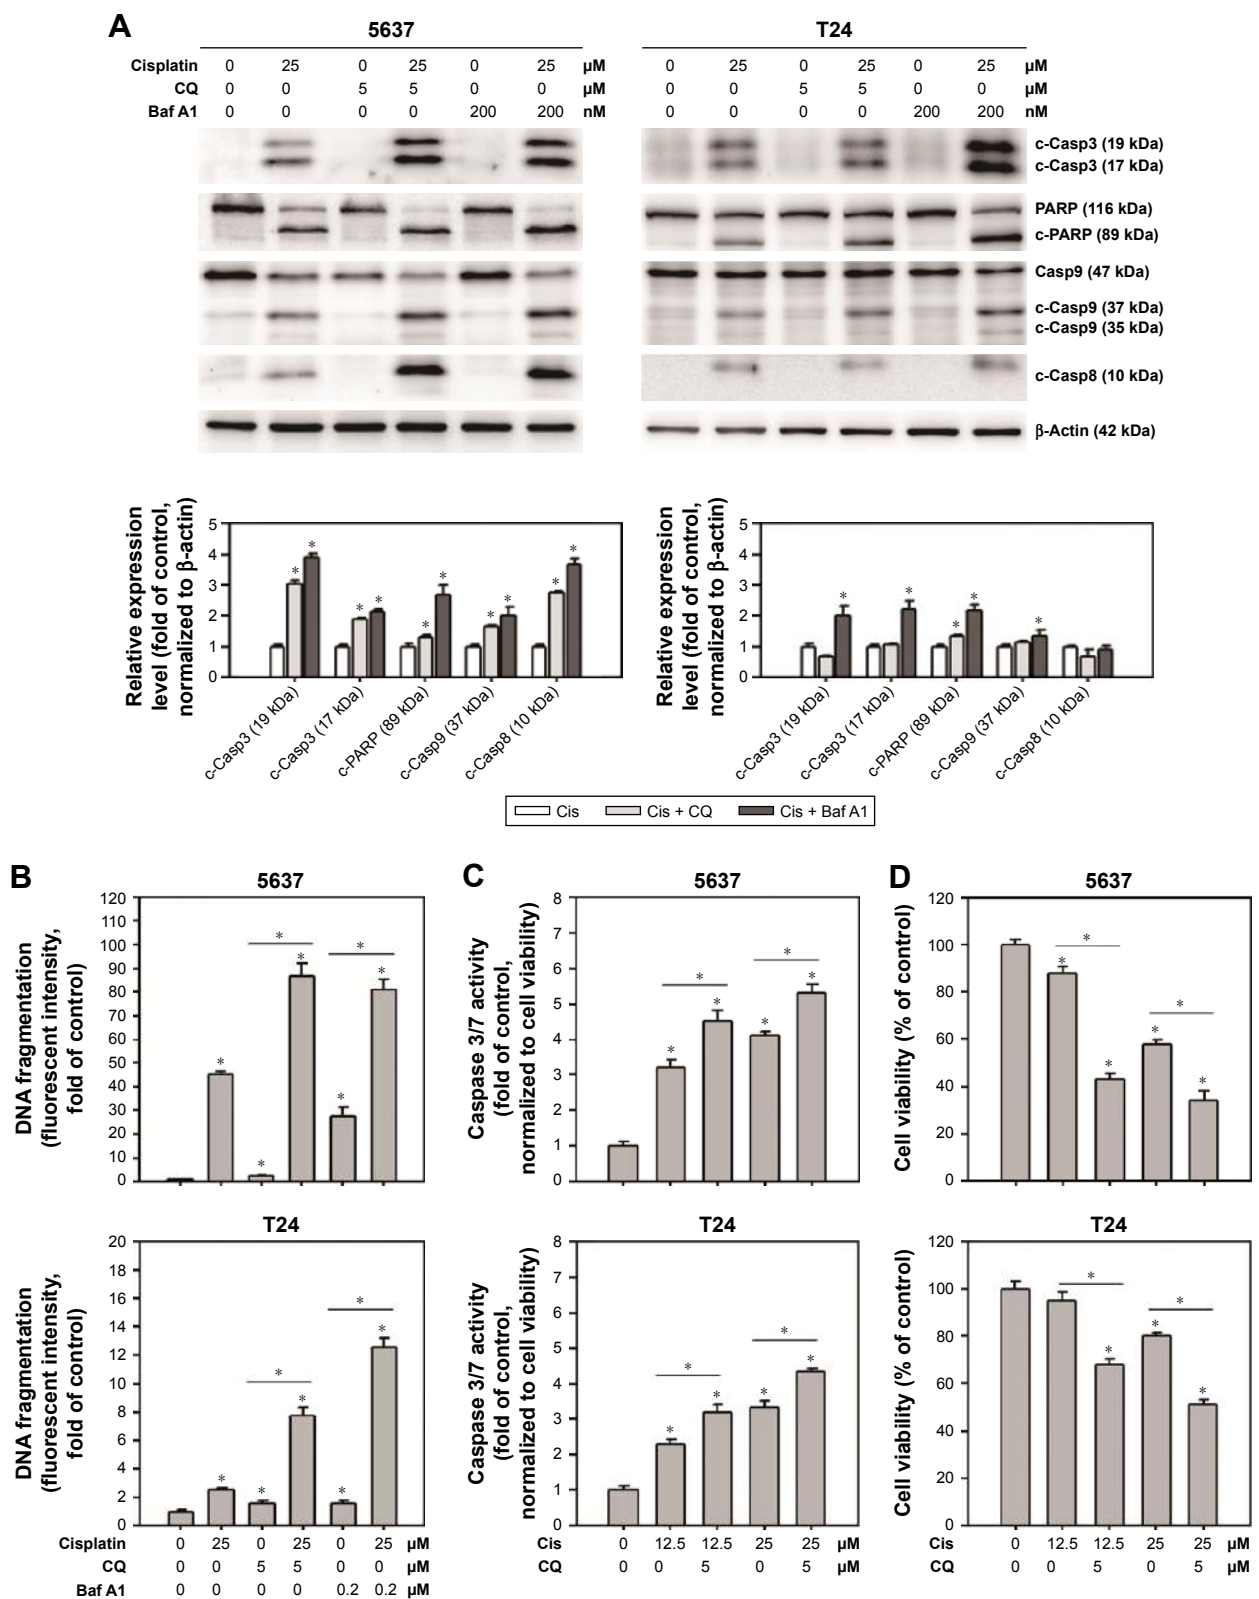 A
5637
T24
Cisplatin 0 25 0 25 0 25 µM 0 25 0 25 0 25 µM
CQ 0 0 5 5 0 0 µM 0 0 5 5 0 0 µM
Baf A1 0 0 0 0 200 200 nM 0 0 0 0 200 200 nM
c-Casp3 (19 kDa)
c-Casp3 (17 kDa)
PARP (116 kDa)
c-PARP (89 kDa)
Casp9 (47 kDa)
c-Casp9 (37 kDa)
c-Casp9 (35 kDa)
c-Casp8 (10 kDa)
β-Actin (42 kDa)
Relative expression
level (fold of control,
normalized to β-actin)
5
4
3
2
1
0
* * * * * * * * * *
c-Casp3 (19 kDa)
c-Casp3 (17 kDa)
c-PARP (89 kDa)
c-Casp9 (37 kDa)
c-Casp8 (10 kDa)
Relative expression
level (fold of control,
normalized to β-actin)
5
4
3
2
1
0
* * * * *
c-Casp3 (19 kDa)
c-Casp3 (17 kDa)
c-PARP (89 kDa)
c-Casp9 (37 kDa)
c-Casp8 (10 kDa)
Cis Cis + CQ Cis + Baf A1
B
5637
DNA fragmentation
(fluorescent intensity,
fold of control)
120
110
100
90
80
70
60
50
40
30
20
10
0
* * * * * * *
T24
DNA fragmentation
(fluorescent intensity,
fold of control)
20
18
16
14
12
10
8
6
4
2
0
* * * * * * *
Cisplatin 0 25 0 25 0 25 µM
CQ 0 0 5 5 0 0 µM
Baf A1 0 0 0 0 0.2 0.2 µM
C
5637
Caspase 3/7 activity
(fold of control,
normalized to cell viability)
8
7
6
5
4
3
2
1
0
* * * * * *
T24
Caspase 3/7 activity
(fold of control,
normalized to cell viability)
8
7
6
5
4
3
2
1
0
* * * * * *
Cis 0 12.5 12.5 25 25 µM
CQ 0 0 5 0 5 µM
D
5637
Cell viability (% of control)
120
100
80
60
40
20
0
* * * * * *
T24
Cell viability (% of control)
120
100
80
60
40
20
0
* * * * *
Cis 0 12.5 12.5 25 25 µM
CQ 0 0 5 0 5 µM